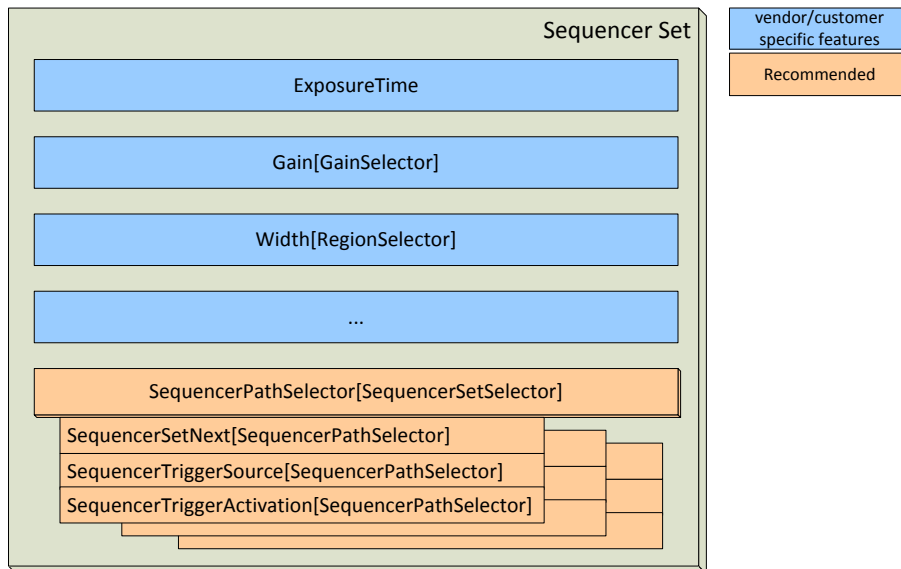 Sequencer Set
vendor/customer
specific features
Recommended
ExposureTime
Gain[GainSelector]
Width[RegionSelector]
...
SequencerPathSelector[SequencerSetSelector]
SequencerSetNext[SequencerPathSelector]
SequencerTriggerSource[SequencerPathSelector]
SequencerTriggerActivation[SequencerPathSelector]